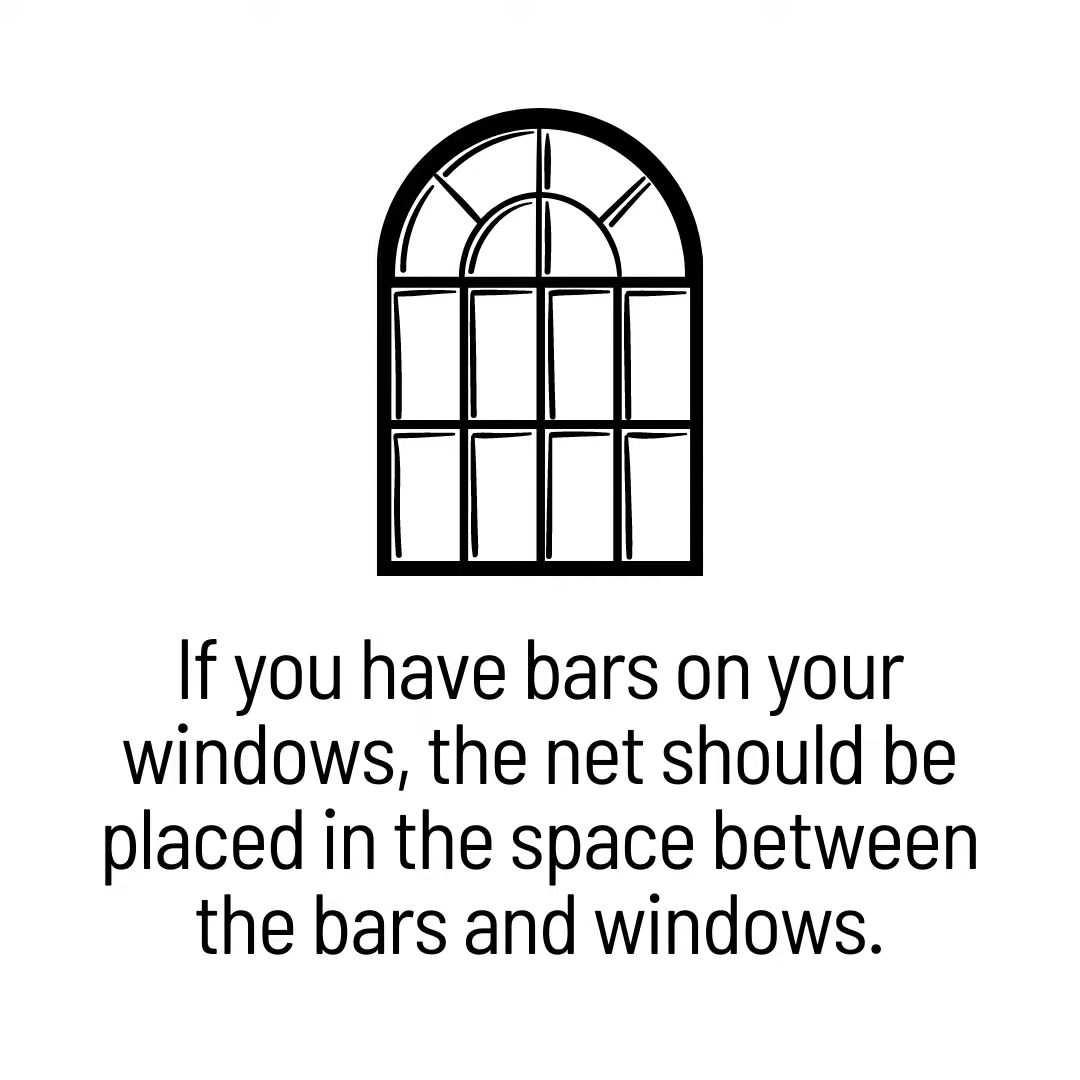 If you have bars on your
windows, the net should be
placed in the space between
the bars and windows.